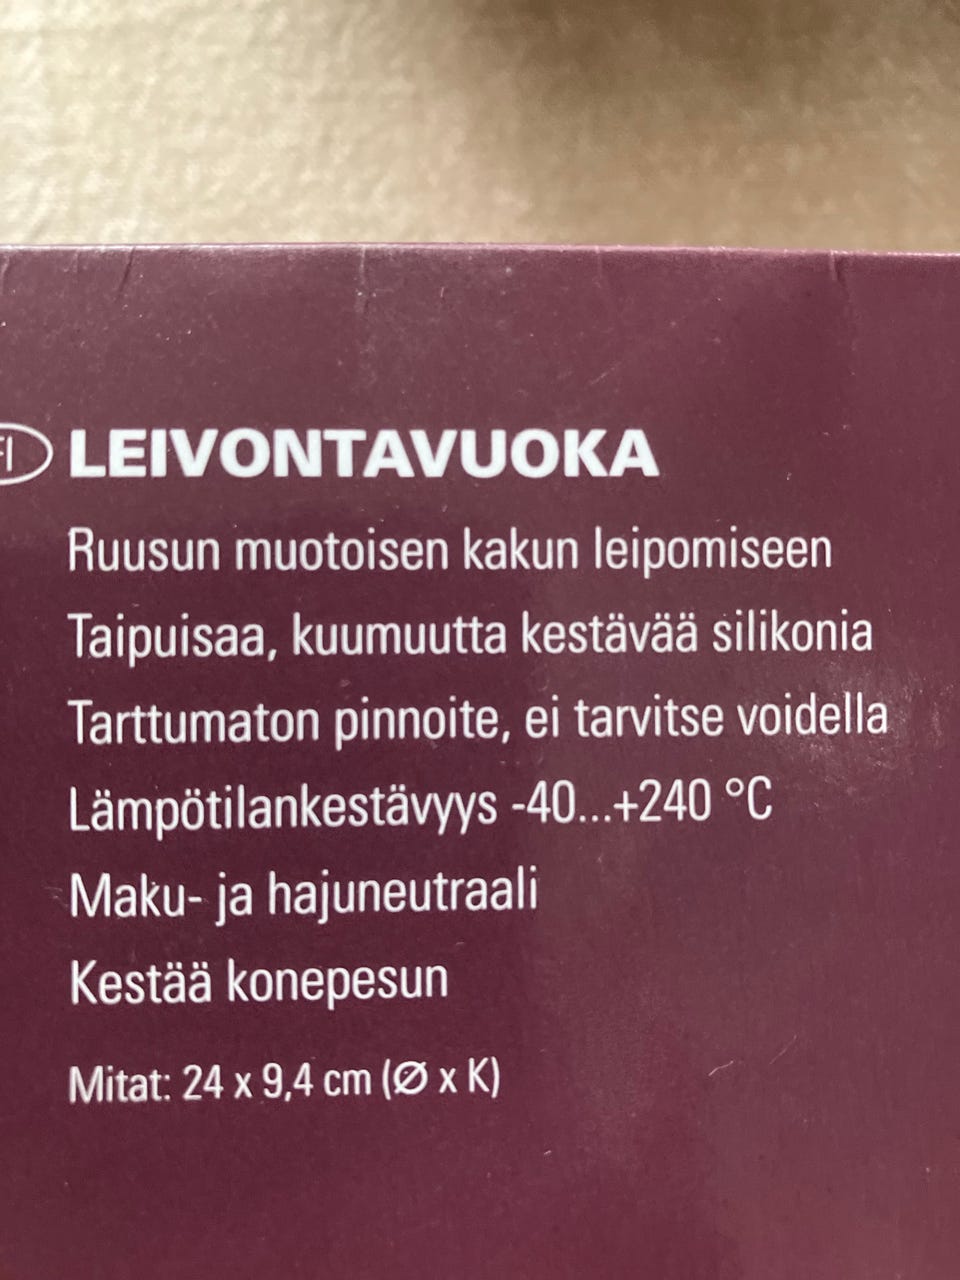 FI LEIVONTAVUOKA
Ruusun muotoisen kakun leipomiseen
Taipuisaa, kuumuutta kestävää silikonia
Tarttumaton pinnoite, ei tarvitse voidella
Lämpötilankestävyys -40...+240 °C
Maku- ja hajuneutraali
Kestää konepesun
Mitat: 24 x 9,4 cm (Ø x K)